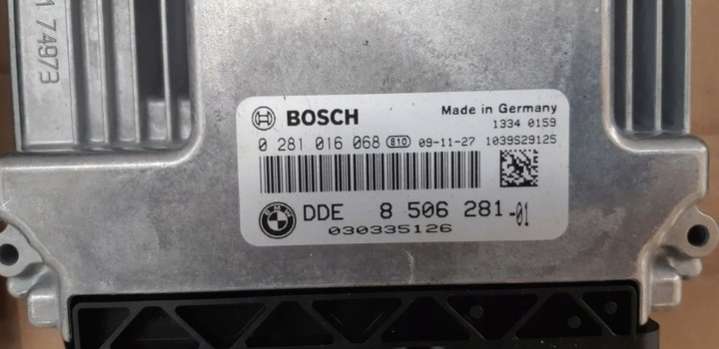 1 74973
BOSCH
Made in Germany
1334 0159
0 281 016 068 810 09-11-27 1039S29125
BMW
DDE 8 506 281-01
030335126